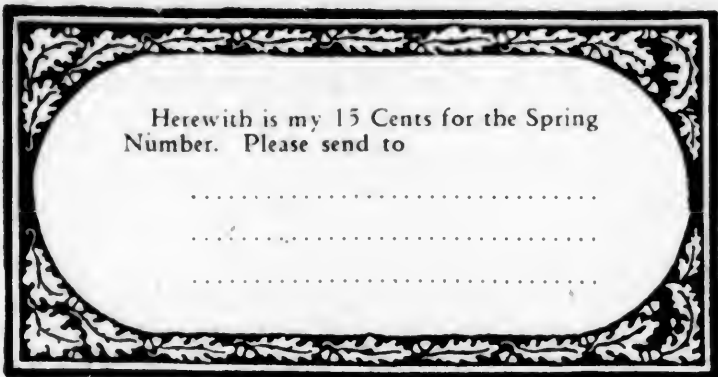 Herewith is my 15 Cents for the Spring
Number. Please send to